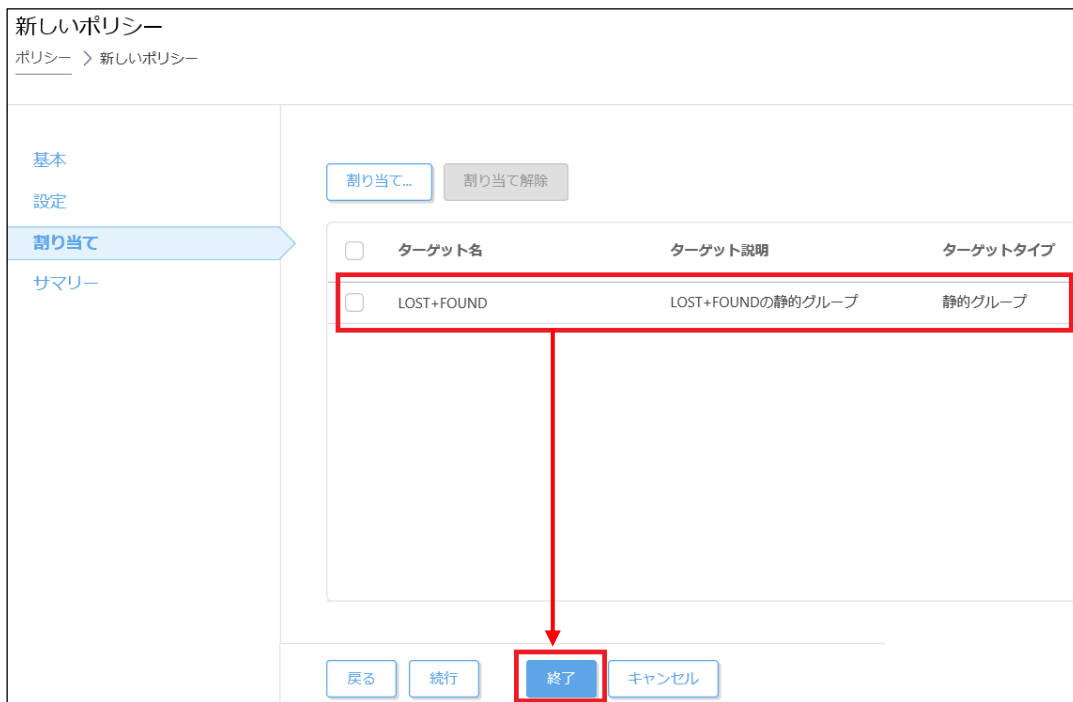 新しいポリシー
ポリシー > 新しいポリシー
基本
設定
割り当て
サマリー
割り当て... 割り当て解除
ターゲット名 ターゲット説明 ターゲットタイプ
LOST+FOUND LOST+FOUNDの静的グループ 静的グループ
戻る 続行 終了 キャンセル